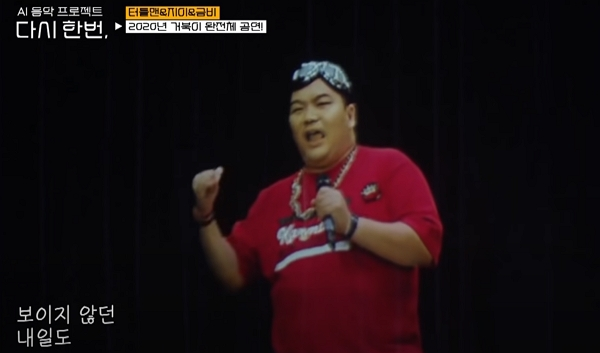 AI 음악 프로젝트
다시 한번,
터틀맨&지이&금비
▶ 2020년 거북이 완전체 공연!
보이지 않던
내일도